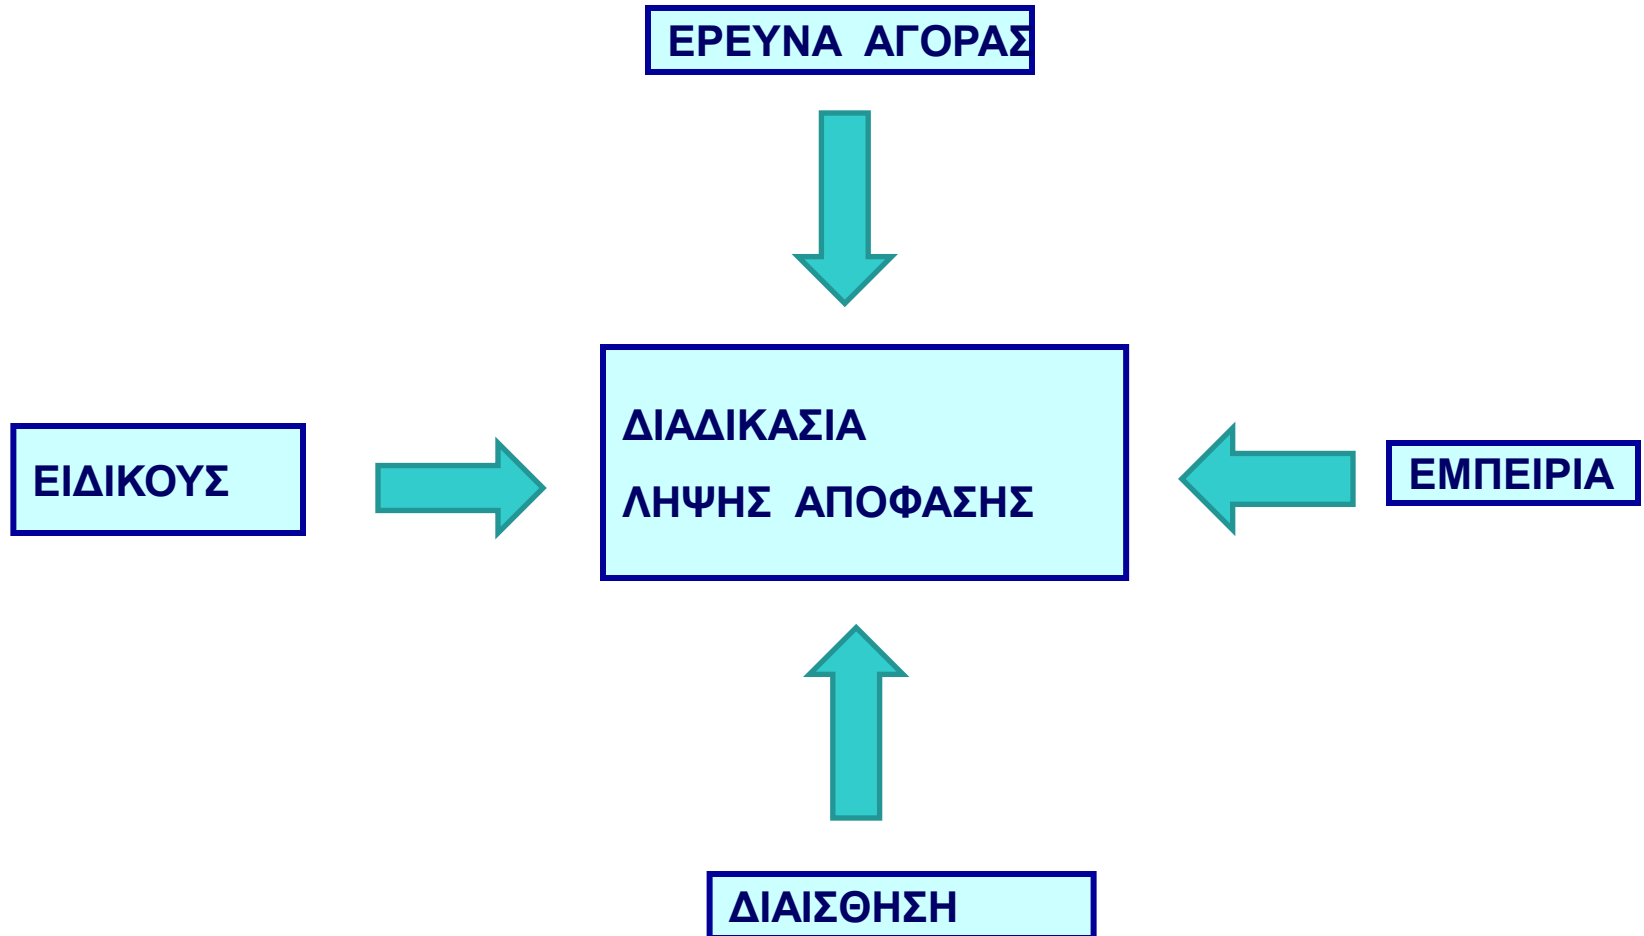 ΕΡΕΥΝΑ ΑΓΟΡΑΣ
ΔΙΑΔΙΚΑΣΙΑ
ΛΗΨΗΣ ΑΠΟΦΑΣΗΣ
ΕΙΔΙΚΟΥΣ
ΕΜΠΕΙΡΙΑ
ΔΙΑΙΣΘΗΣΗ